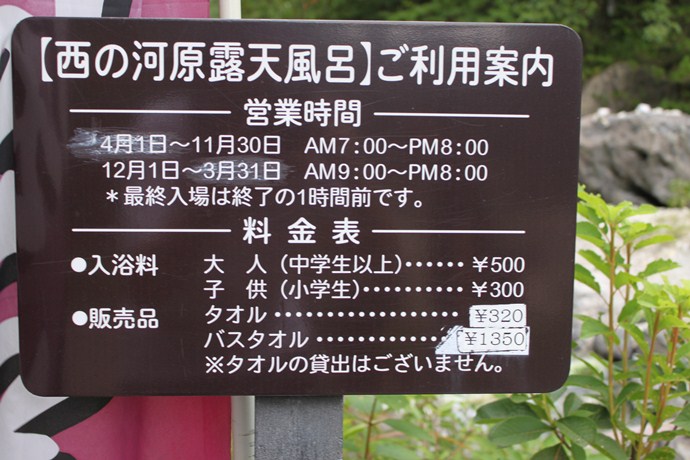 【西の河原露天風呂】ご利用案内
営業時間
4月1日～11月30日 AM7:00～PM8:00
12月1日～3月31日 AM9:00～PM8:00
＊最終入場は終了の1時間前です。
料金表
●入浴料 大人（中学生以上）・・・・・・ ￥500
子供（小学生）・・・・・・・・・・ ￥300
●販売品 タオル・・・・・・・・・・・・・・・・・・ ¥320
バスタオル・・・・・・・・・・・・・ ¥1350
※タオルの貸出はございません。